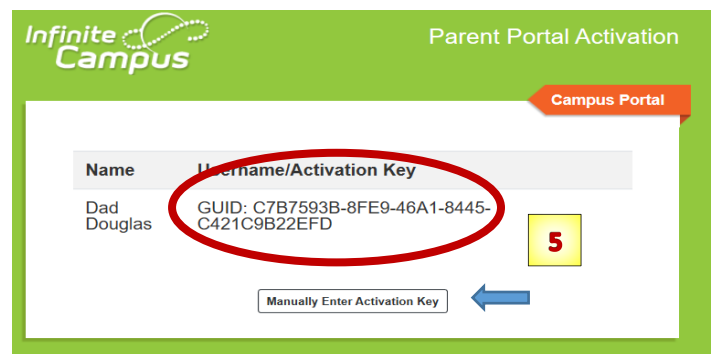 Infinite
Campus
Parent Portal Activation
Campus Portal
Name Username/Activation Key
Dad Douglas GUID: C7B7593B-8FE9-46A1-8445-
C421C9B22EFD
5
Manually Enter Activation Key